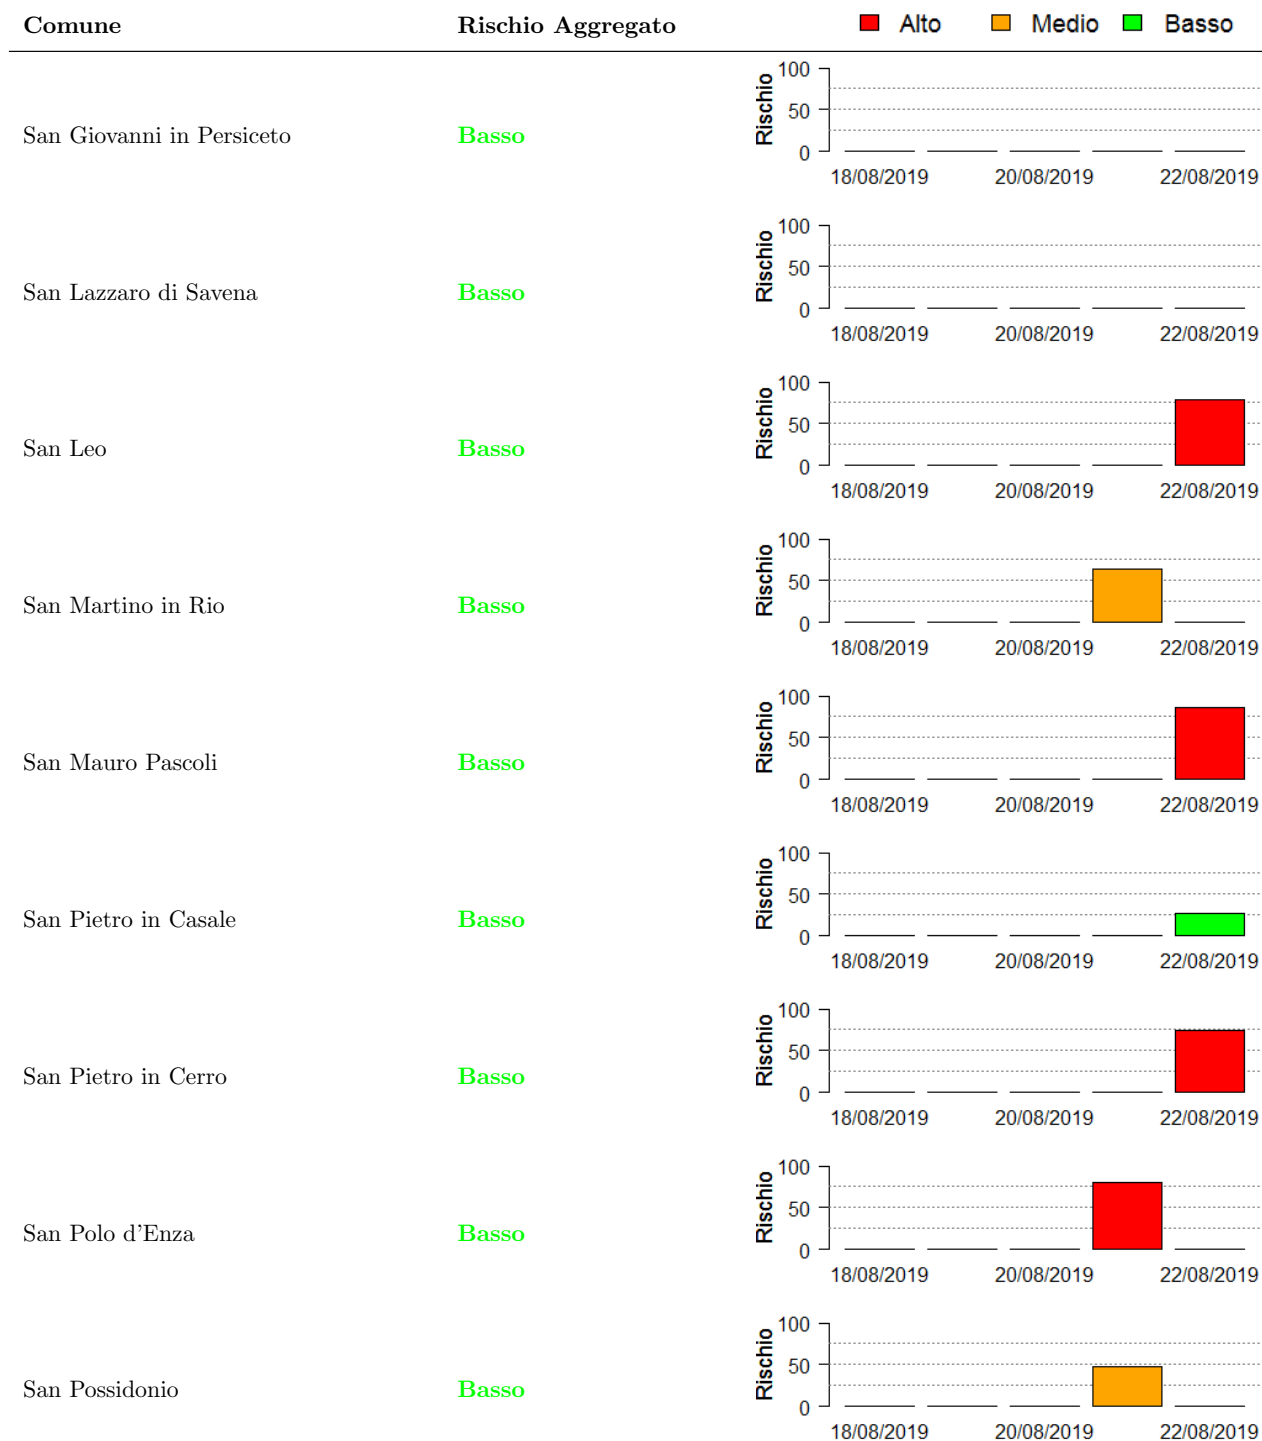 Comune Rischio Aggregato Alto Medio Basso
San Giovanni in Persiceto Basso
Rischio
100
50
0
18/08/2019 20/08/2019 22/08/2019
San Lazzaro di Savena Basso
Rischio
100
50
0
18/08/2019 20/08/2019 22/08/2019
San Leo Basso
Rischio
100
50
0
18/08/2019 20/08/2019 22/08/2019
San Martino in Rio Basso
Rischio
100
50
0
18/08/2019 20/08/2019 22/08/2019
San Mauro Pascoli Basso
Rischio
100
50
0
18/08/2019 20/08/2019 22/08/2019
San Pietro in Casale Basso
Rischio
100
50
0
18/08/2019 20/08/2019 22/08/2019
San Pietro in Cerro Basso
Rischio
100
50
0
18/08/2019 20/08/2019 22/08/2019
San Polo d'Enza Basso
Rischio
100
50
0
18/08/2019 20/08/2019 22/08/2019
San Possidonio Basso
Rischio
100
50
0
18/08/2019 20/08/2019 22/08/2019